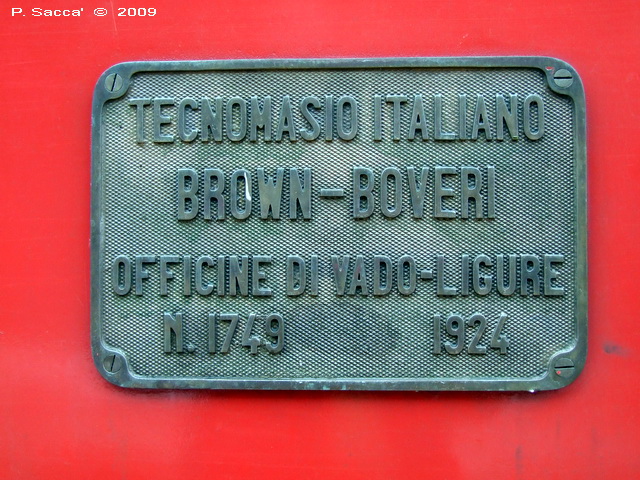 P. Sacca' © 2009
TECNOMASIO ITALIANO
BROWN-BOVERI
OFFICINE DI VADO-LIGURE
N. 1749 1924